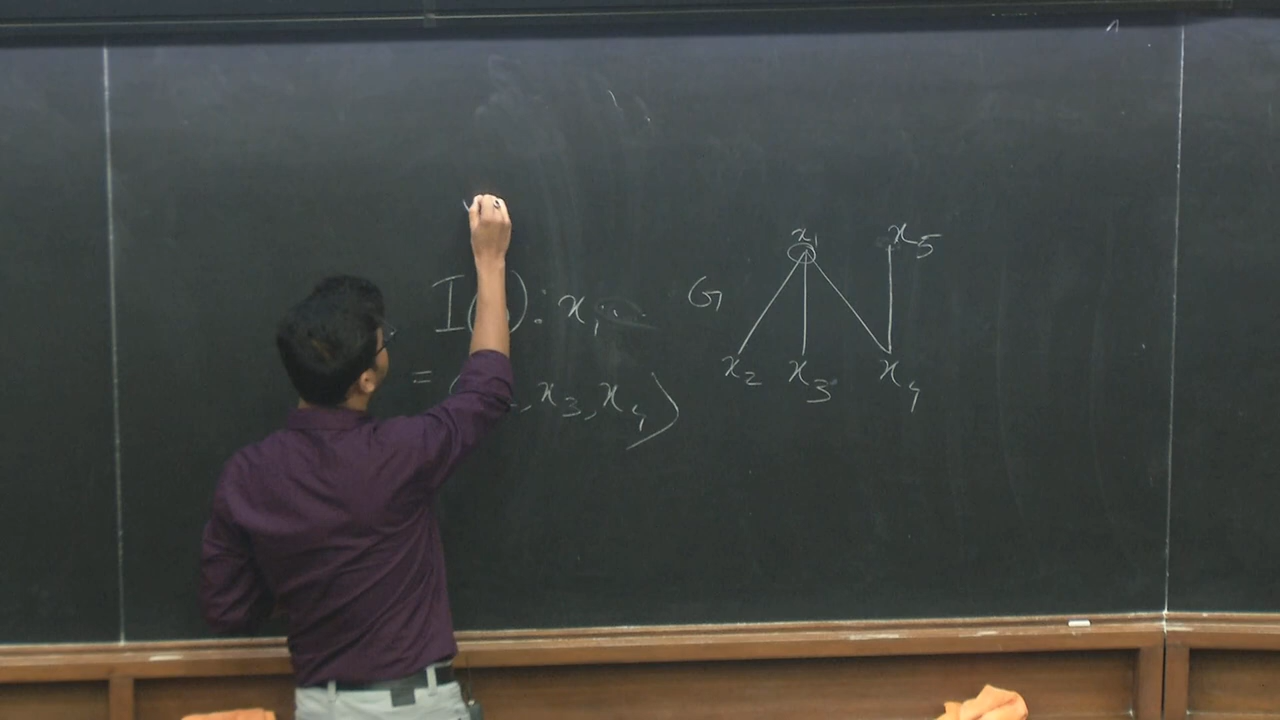 I( ) : x₁
= ( , x₃, x₄)
G
x₁ x₅
x₂ x₃ x₄